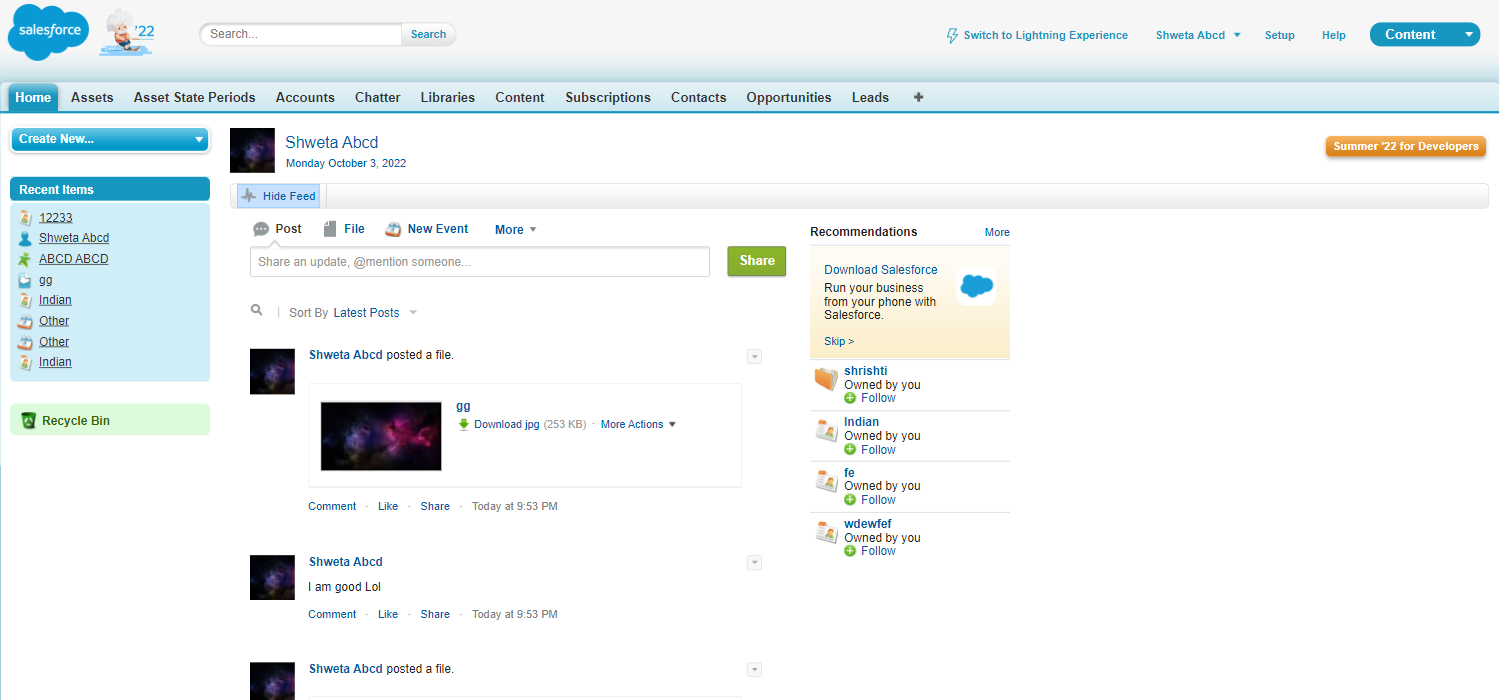 salesforce
'22
Search...
Search
Switch to Lightning Experience
Shweta Abcd
Setup
Help
Content
Home
Assets
Asset State Periods
Accounts
Chatter
Libraries
Content
Subscriptions
Contacts
Opportunities
Leads
+
Create New...
Recent Items
12233
Shweta Abcd
ABCD ABCD
gg
Indian
Other
Other
Indian
Recycle Bin
Shweta Abcd
Monday October 3, 2022
Summer '22 for Developers
Hide Feed
Post
File
New Event
More
Share an update, @mention someone...
Share
Sort By Latest Posts
Shweta Abcd posted a file.
gg
Download jpg (253 KB) · More Actions
Comment · Like · Share · Today at 9:53 PM
Shweta Abcd
I am good Lol
Comment · Like · Share · Today at 9:53 PM
Shweta Abcd posted a file.
Recommendations
More
Download Salesforce
Run your business
from your phone with
Salesforce.
Skip >
shrishti
Owned by you
Follow
Indian
Owned by you
Follow
fe
Owned by you
Follow
wdewfef
Owned by you
Follow